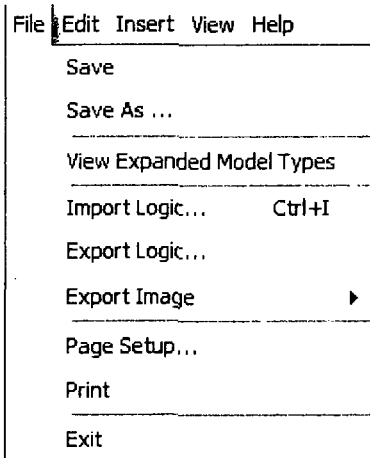 File Edit Insert View Help
Save
Save As ...
View Expanded Model Types
Import Logic... Ctrl+I
Export Logic...
Export Image
Page Setup...
Print
Exit